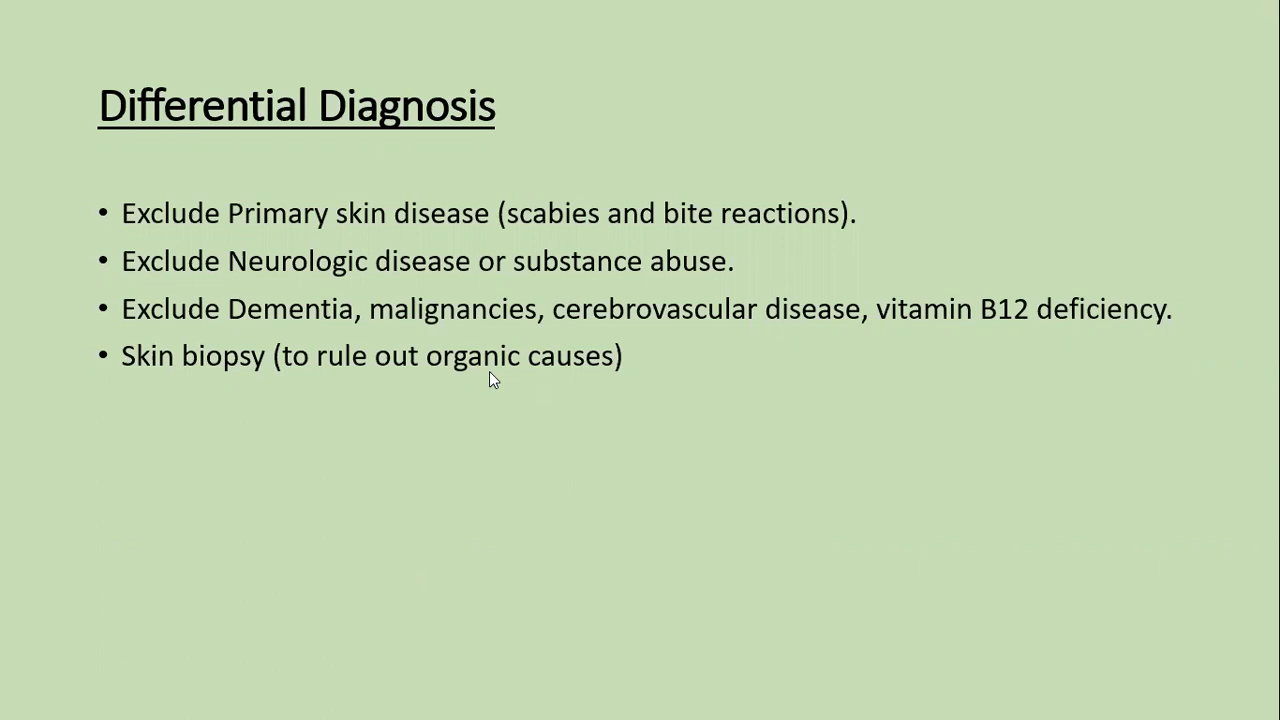 Differential Diagnosis
• Exclude Primary skin disease (scabies and bite reactions).
• Exclude Neurologic disease or substance abuse.
• Exclude Dementia, malignancies, cerebrovascular disease, vitamin B12 deficiency.
• Skin biopsy (to rule out organic causes)